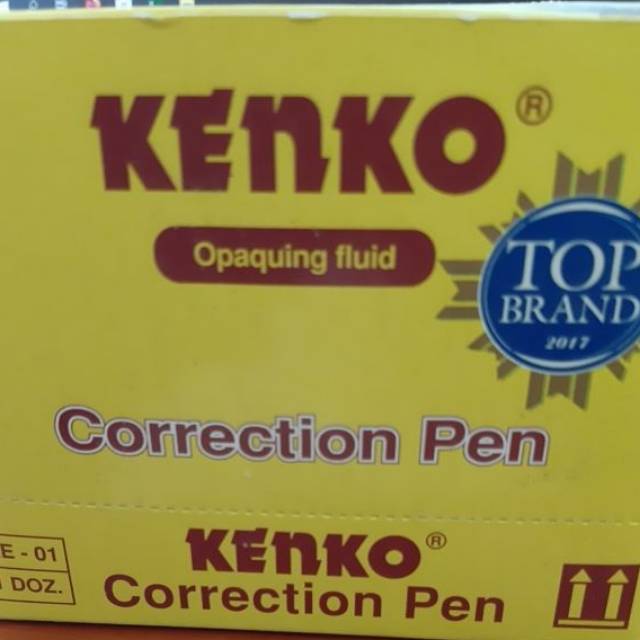 KENKO®
Opaquing fluid
TOP
BRAND
2017
Correction Pen
KENKO®
E - 01
DOZ.
Correction Pen